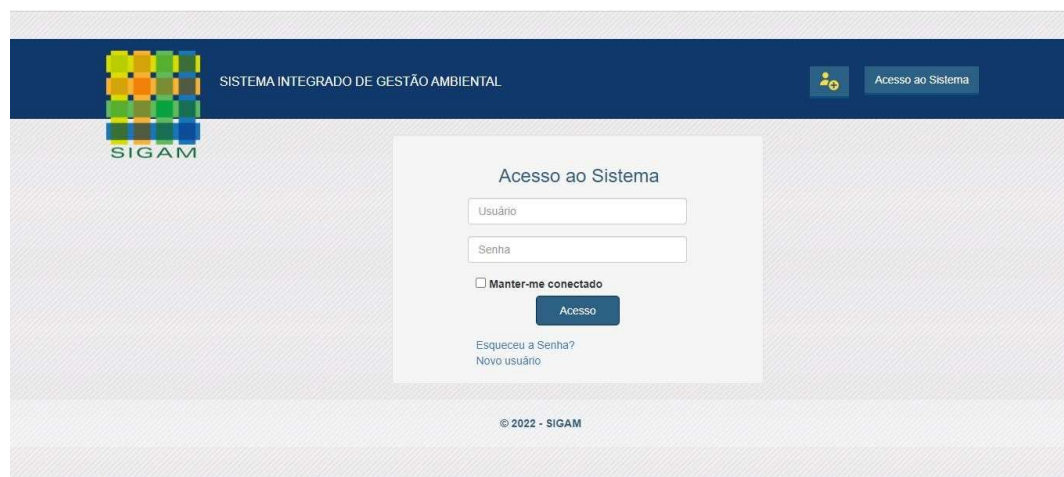 SISTEMA INTEGRADO DE GESTÃO AMBIENTAL
Acesso ao Sistema
SIGAM
Acesso ao Sistema
Usuário
Senha
Manter-me conectado
Acesso
Esqueceu a Senha?
Novo usuário
© 2022 - SIGAM